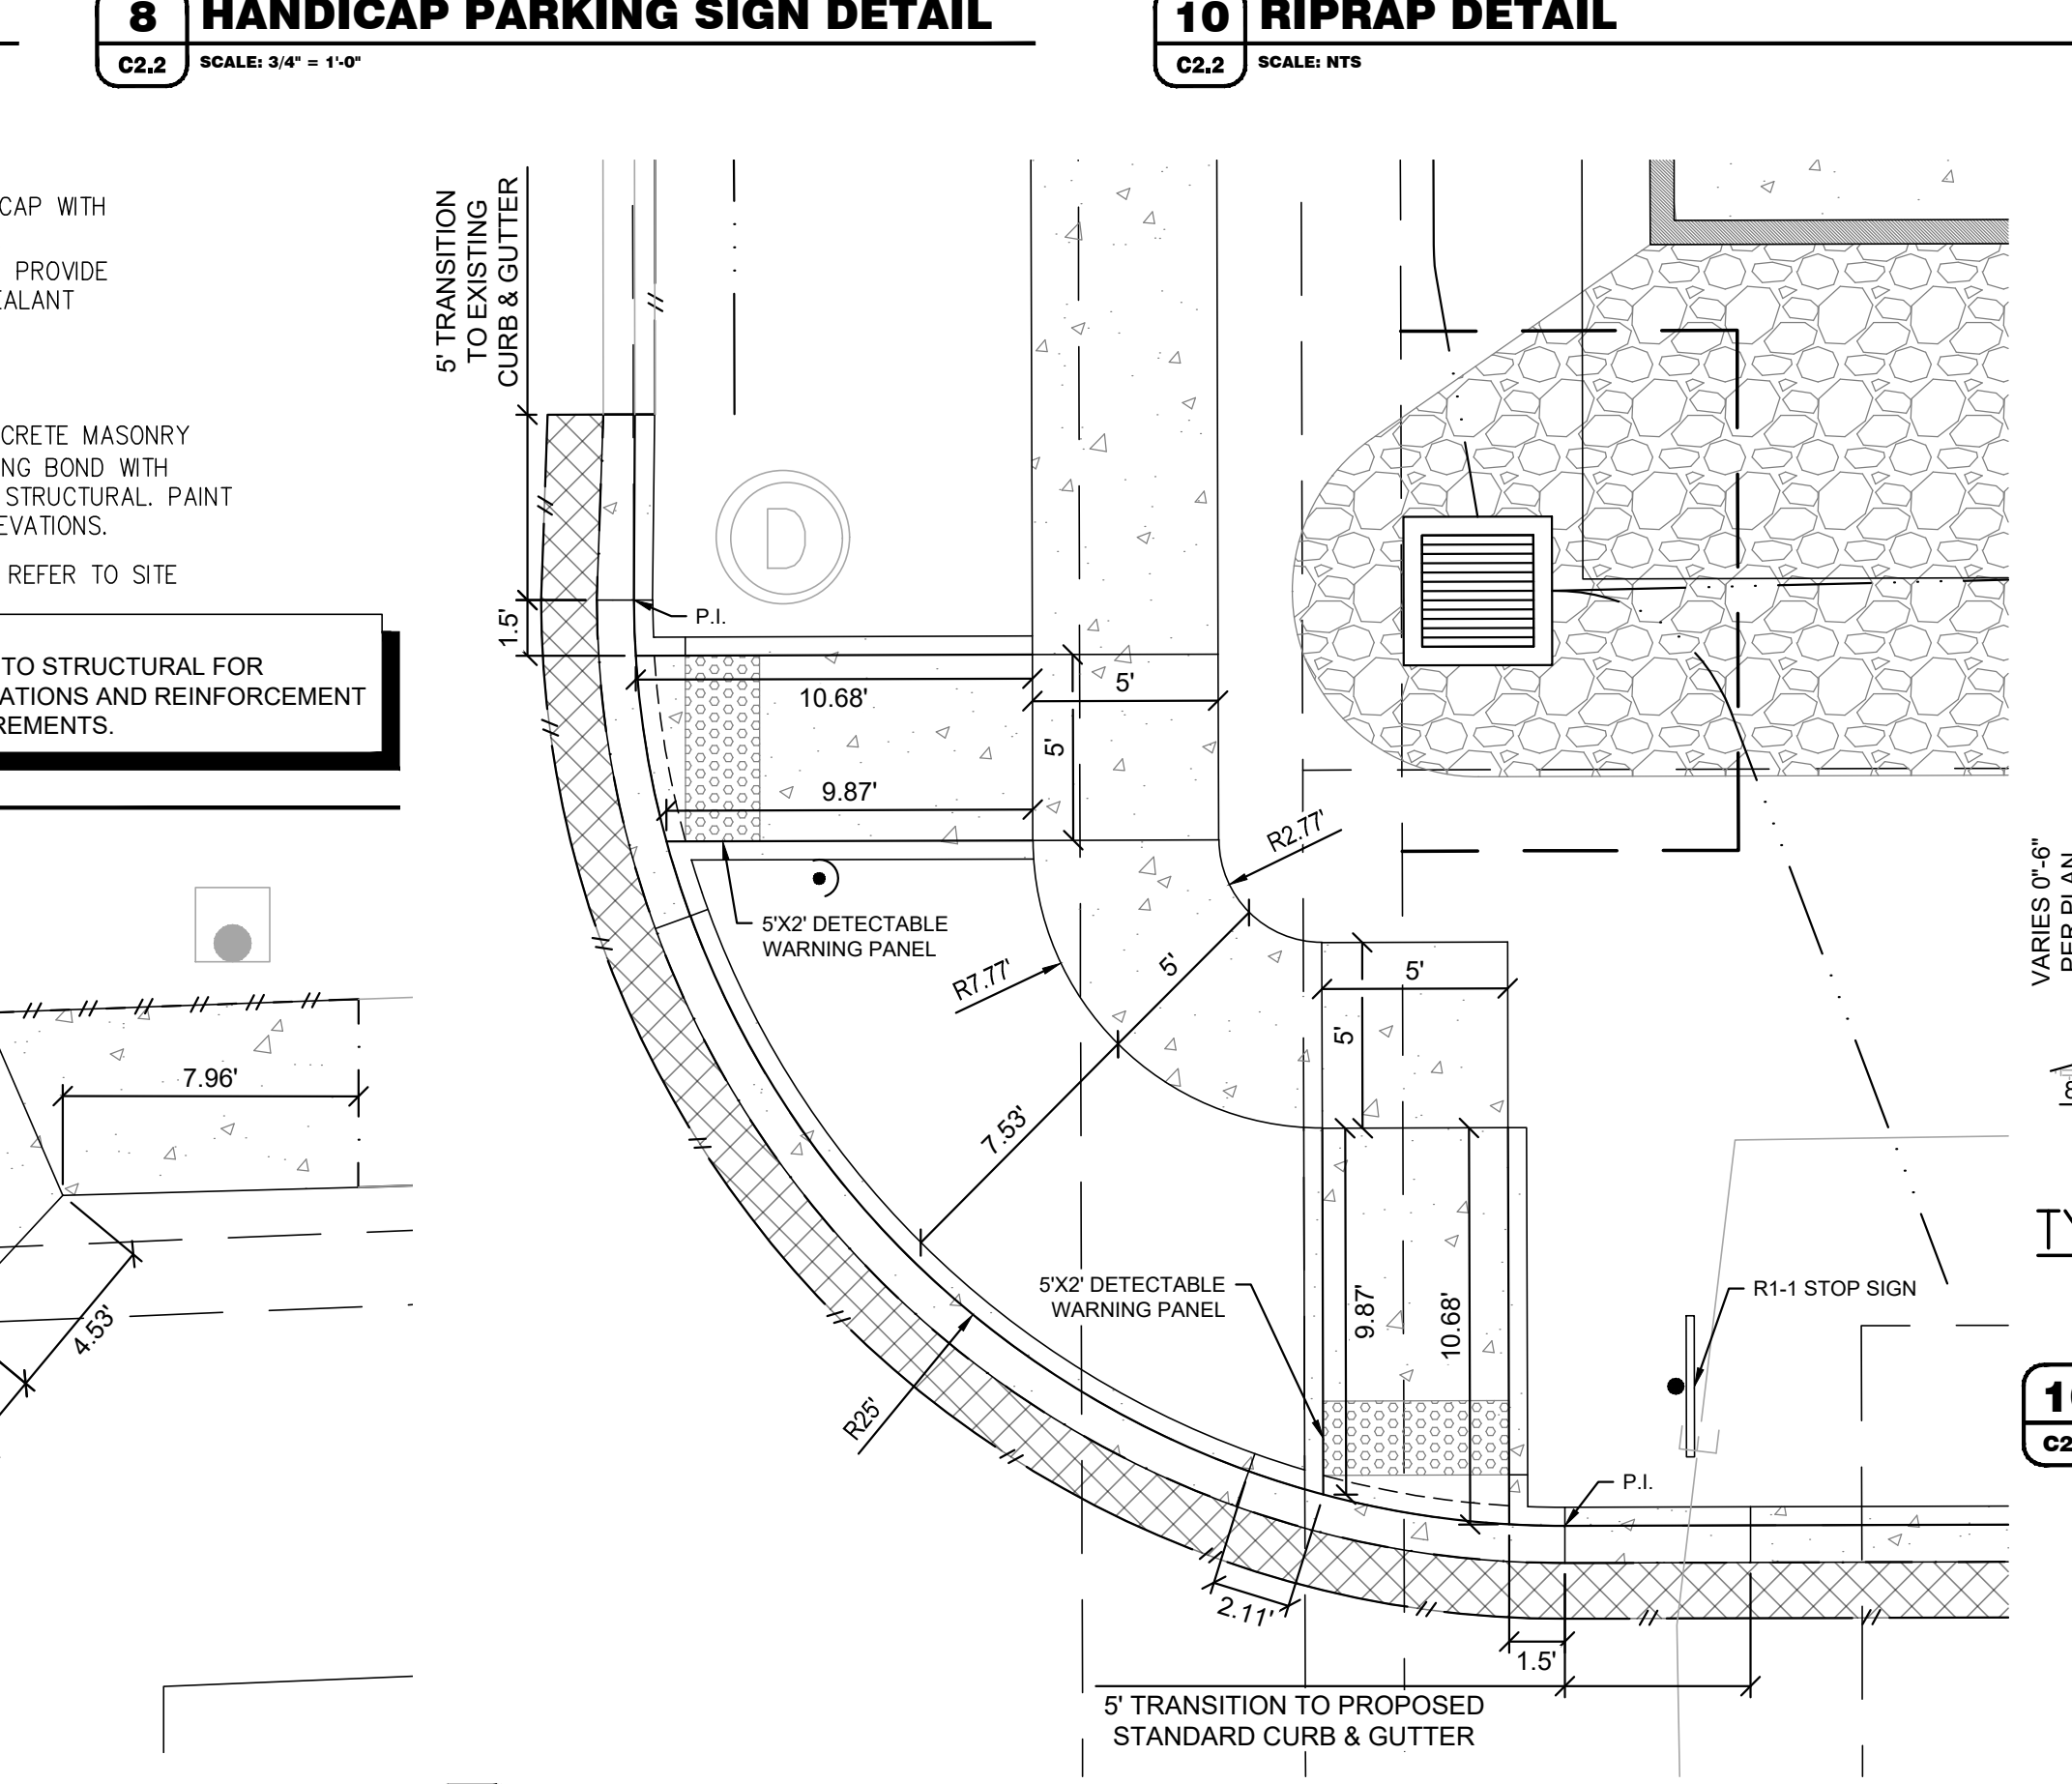 8
HANDICAP PARKING SIGN DETAIL
C2.2
SCALE: 3/4" = 1'-0"
10
RIPRAP DETAIL
C2.2
SCALE: NTS
CAP WITH
PROVIDE
EALANT
CRETE MASONRY
NG BOND WITH
STRUCTURAL. PAINT
EVATIONS.
REFER TO SITE
TO STRUCTURAL FOR
ATIONS AND REINFORCEMENT
REMENTS.
7.96'
4.53'
5' TRANSITION
TO EXISTING
CURB & GUTTER
1.5'
P.I.
D
10.68'
5'
5'
9.87'
5'X2' DETECTABLE
WARNING PANEL
R2.77'
R7.77'
5'
5'
5'
7.53'
R25'
5'X2' DETECTABLE
WARNING PANEL
9.87'
10.68'
R1-1 STOP SIGN
P.I.
2.11'
1.5'
5' TRANSITION TO PROPOSED
STANDARD CURB & GUTTER
VARIES 0"-6"
PER PLAN